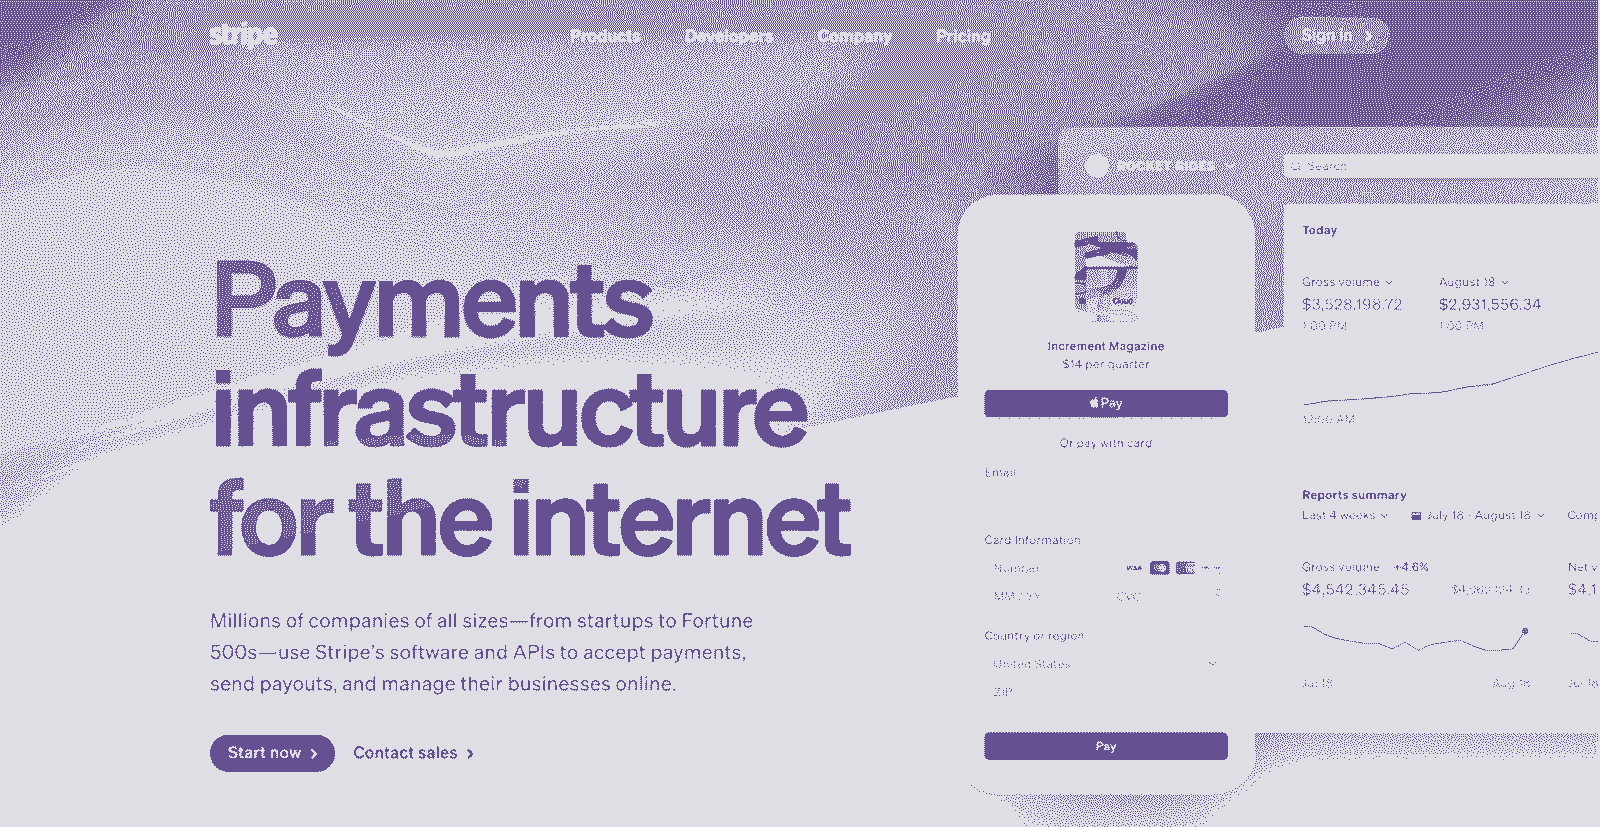 stripe
Products Developers Company Pricing Sign in
ROCKET RIDES
Search
Today
Gross volume August 18
$3,528,198.72 $2,931,556.34
1:00 PM 1:00 PM
12:00 AM
Reports summary
Last 4 weeks July 18 - August 18 Comp
Gross volume +4.6% Net v
$4,542,345.45 $4.1
Jul 18 Aug 18 Jul 18
Cloud
Increment Magazine
$14 per quarter
Pay
Or pay with card
Email
Card Information
Number VISA
MM / YY CVC
Country or region
United States
ZIP
Pay
Payments
infrastructure
for the internet
Millions of companies of all sizes—from startups to Fortune
500s—use Stripe’s software and APIs to accept payments,
send payouts, and manage their businesses online.
Start now Contact sales